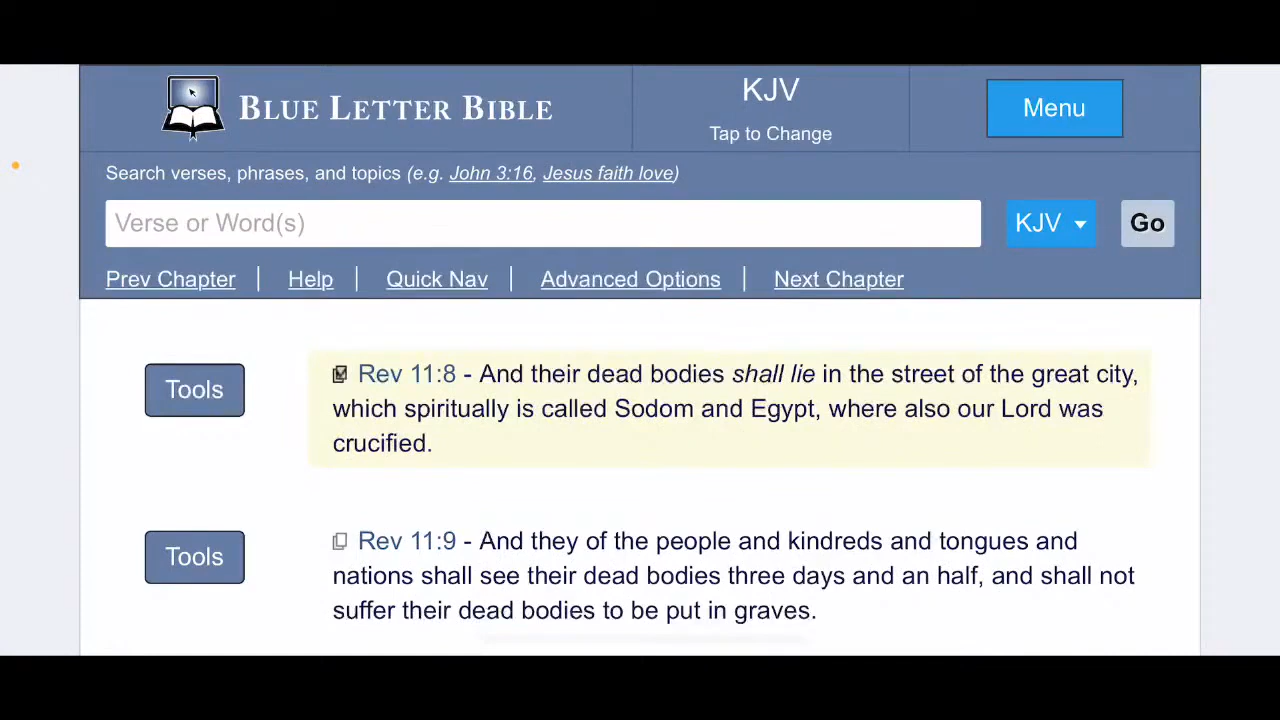 BLUE LETTER BIBLE
KJV
Tap to Change
Menu
Search verses, phrases, and topics (e.g. John 3:16, Jesus faith love)
Verse or Word(s)
KJV
Go
Prev Chapter | Help | Quick Nav | Advanced Options | Next Chapter
Tools
Rev 11:8 - And their dead bodies shall lie in the street of the great city,
which spiritually is called Sodom and Egypt, where also our Lord was
crucified.
Tools
Rev 11:9 - And they of the people and kindreds and tongues and
nations shall see their dead bodies three days and an half, and shall not
suffer their dead bodies to be put in graves.